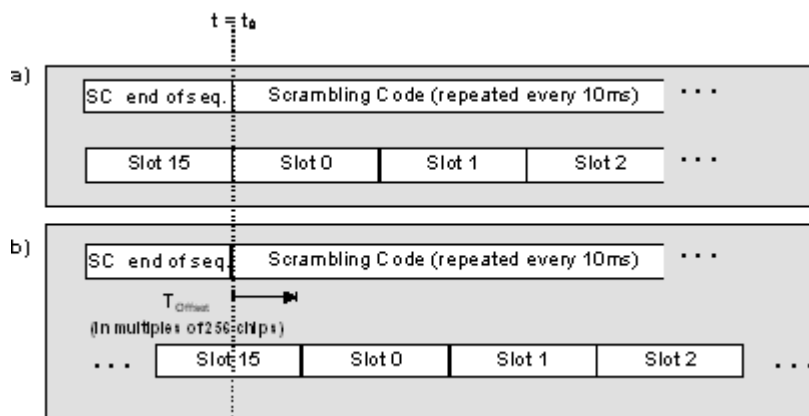 t = t₀
a)
SC end of seq. Scrambling Code (repeated every 10ms) ...
Slot 15 Slot 0 Slot 1 Slot 2 ...
b)
SC end of seq. Scrambling Code (repeated every 10ms) ...
T Offset
(In multiples of 256 chips)
... Slot 15 Slot 0 Slot 1 Slot 2 ...